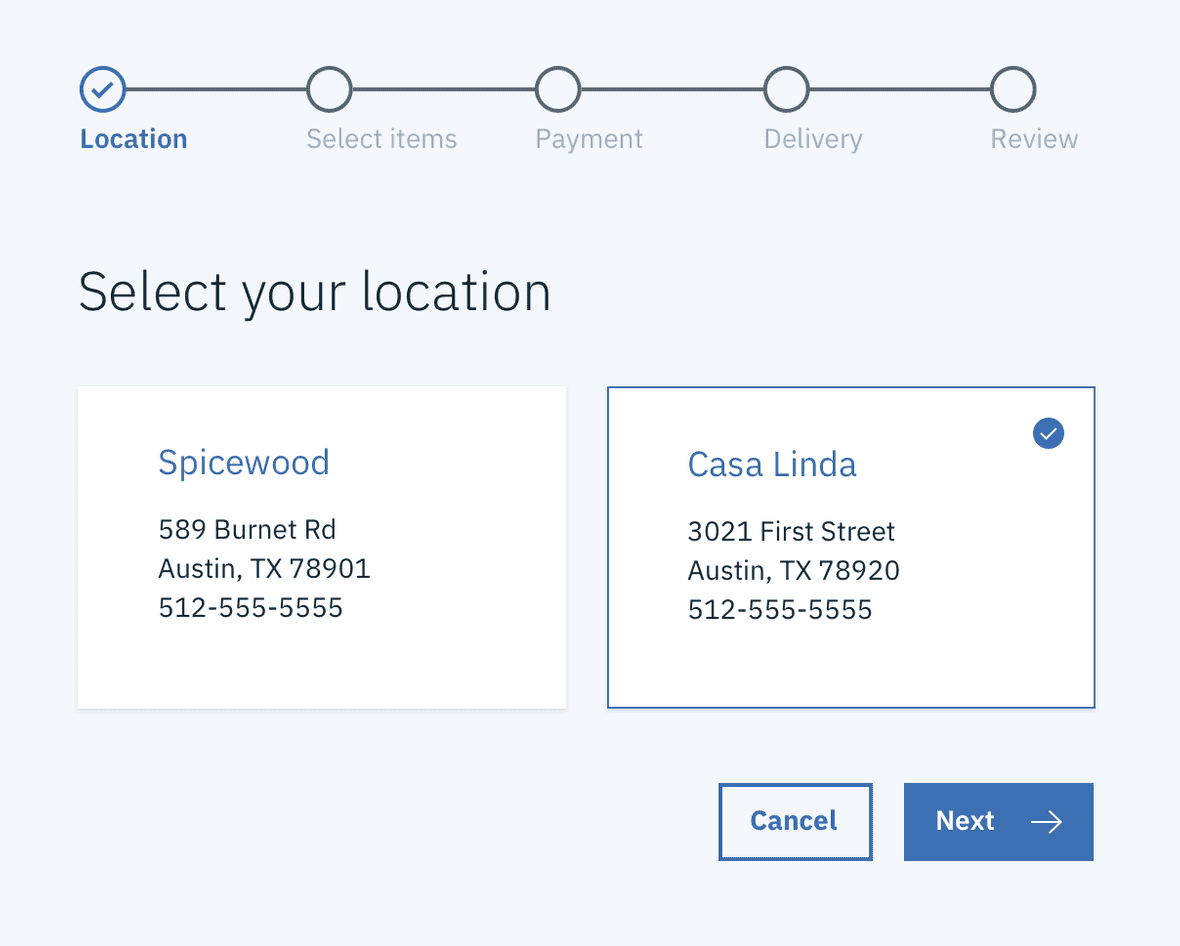 Location
Select items
Payment
Delivery
Review
Select your location
Spicewood
589 Burnet Rd
Austin, TX 78901
512-555-5555
Casa Linda
3021 First Street
Austin, TX 78920
512-555-5555
Cancel
Next